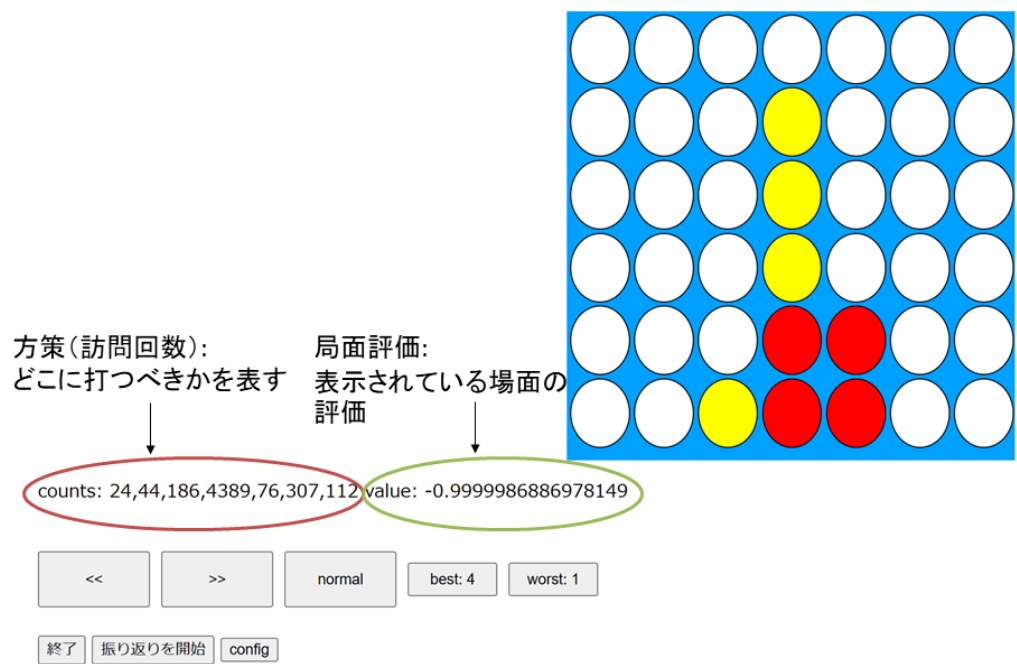 方策(訪問回数):
どこに打つべきかを表す
局面評価:
表示されている場面の
評価
counts: 24,44,186,4389,76,307,112 value: -0.9999986886978149
<< >> normal best: 4 worst: 1
終了 振り返りを開始 config